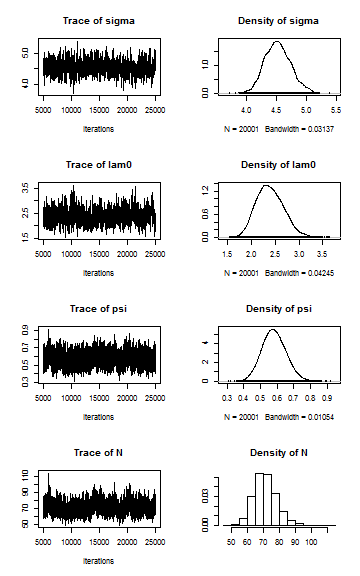 Trace of sigma
Density of sigma
4.0 5.0
0.0 1.0
5000 10000 15000 20000 25000
4.0 4.5 5.0 5.5
Iterations
N = 20001 Bandwidth = 0.03137
Trace of lam0
Density of lam0
1.5 2.5 3.5
0.0 0.6 1.2
5000 10000 15000 20000 25000
1.5 2.0 2.5 3.0 3.5
Iterations
N = 20001 Bandwidth = 0.04245
Trace of psi
Density of psi
0.3 0.5 0.7 0.9
0 2 4
5000 10000 15000 20000 25000
0.3 0.4 0.5 0.6 0.7 0.8 0.9
Iterations
N = 20001 Bandwidth = 0.01054
Trace of N
Density of N
50 70 90 110
0.00 0.03
5000 10000 15000 20000 25000
50 60 70 80 90 100
Iterations